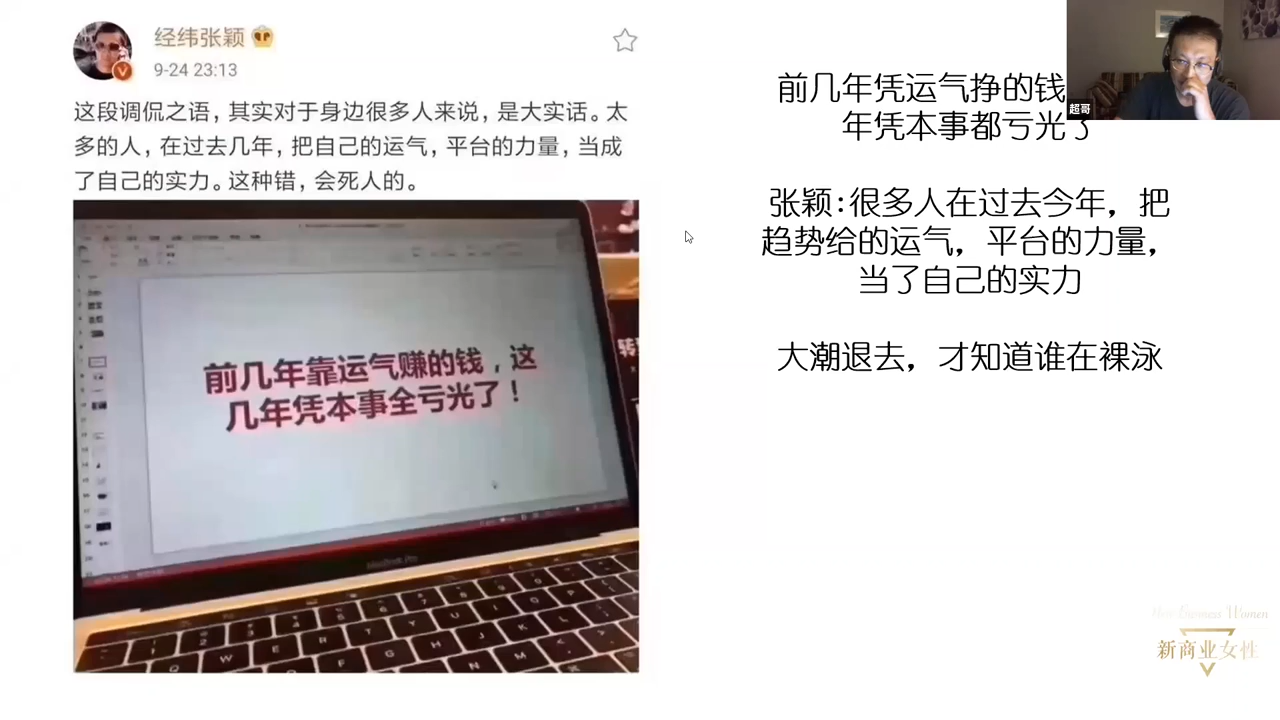 经纬张颖
9-24 23:13
这段调侃之语，其实对于身边很多人来说，是大实话。太
多的人，在过去几年，把自己的运气，平台的力量，当成
了自己的实力。这种错，会死人的。
前几年靠运气赚的钱，这
几年凭本事全亏光了！
MacBook Pro
前几年凭运气挣的钱
年凭本事都亏光了
张颖：很多人在过去今年，把
趋势给的运气，平台的力量，
当了自己的实力
大潮退去，才知道谁在裸泳
超哥
New Business Women
新商业女性